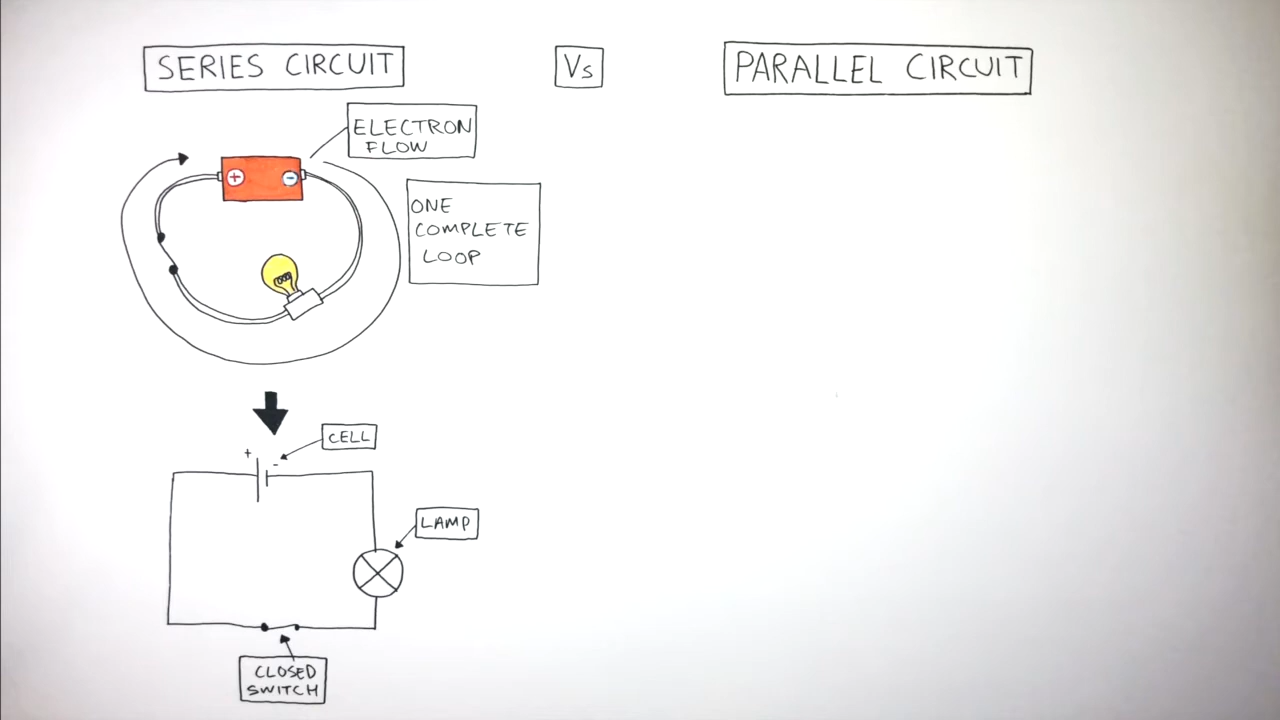 SERIES CIRCUIT
Vs
PARALLEL CIRCUIT
ELECTRON
FLOW
+
-
ONE
COMPLETE
LOOP
CELL
+
-
LAMP
CLOSED
SWITCH